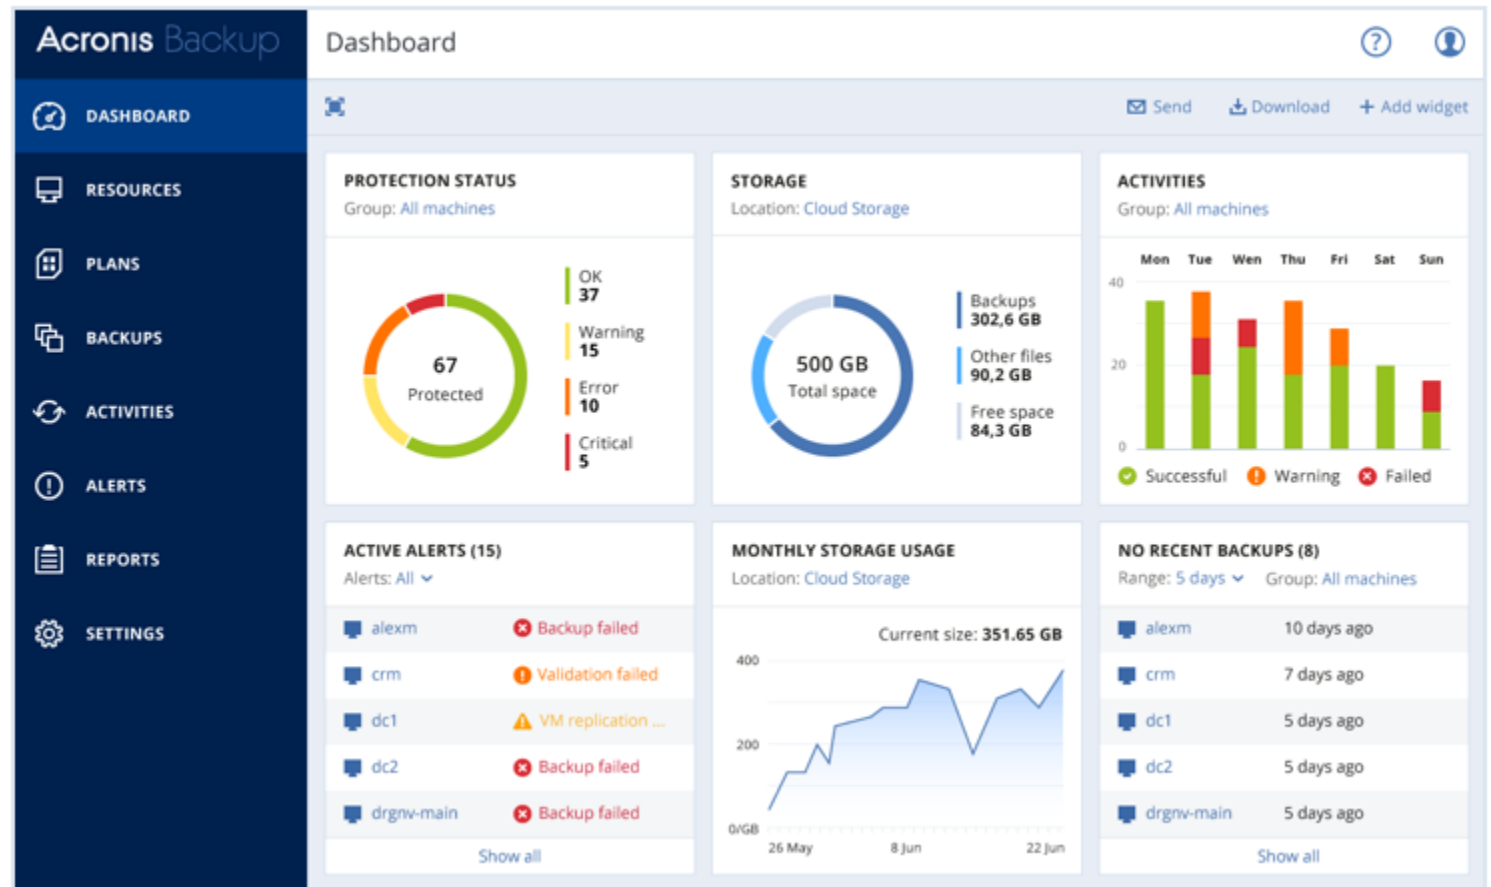 Acronis Backup
Dashboard
DASHBOARD
RESOURCES
PLANS
BACKUPS
ACTIVITIES
ALERTS
REPORTS
SETTINGS
Send
Download
+ Add widget
PROTECTION STATUS
Group: All machines
67
Protected
OK
37
Warning
15
Error
10
Critical
5
STORAGE
Location: Cloud Storage
500 GB
Total space
Backups
302,6 GB
Other files
90,2 GB
Free space
84,3 GB
ACTIVITIES
Group: All machines
Mon Tue Wen Thu Fri Sat Sun
40
20
0
Successful Warning Failed
ACTIVE ALERTS (15)
Alerts: All
alexm Backup failed
crm Validation failed
dc1 VM replication ...
dc2 Backup failed
drgnv-main Backup failed
Show all
MONTHLY STORAGE USAGE
Location: Cloud Storage
Current size: 351.65 GB
400
200
0/GB
26 May 8 Jun 22 Jun
NO RECENT BACKUPS (8)
Range: 5 days Group: All machines
alexm 10 days ago
crm 7 days ago
dc1 5 days ago
dc2 5 days ago
drgnv-main 5 days ago
Show all